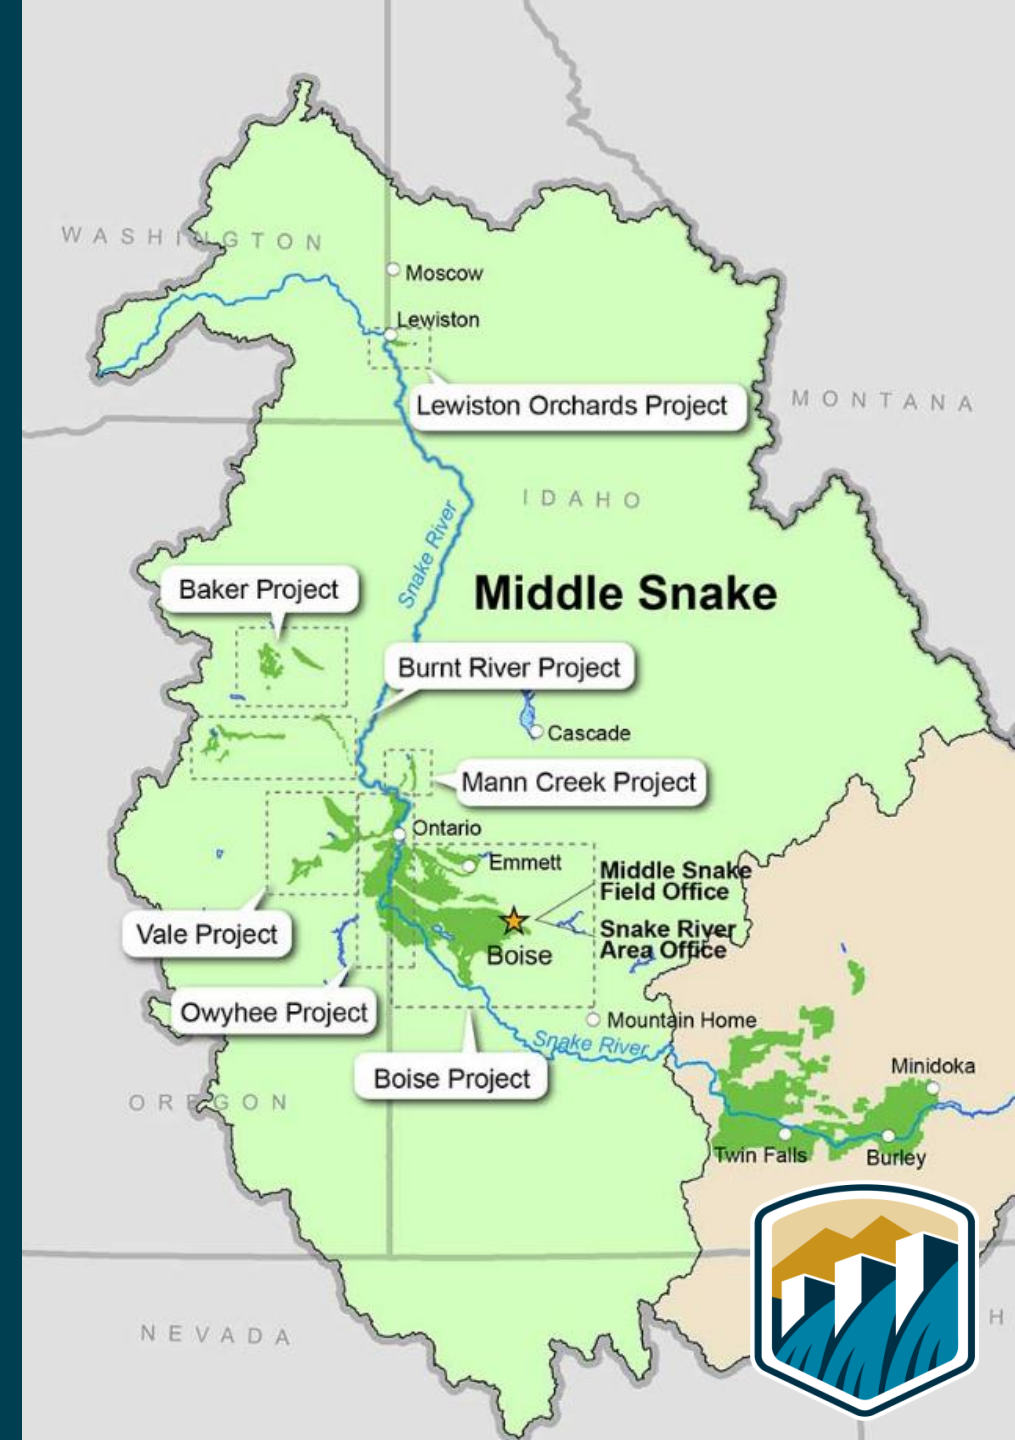 WASHINGTON
Moscow
Lewiston
Lewiston Orchards Project
MONTANA
IDAHO
Snake River
Middle Snake
Baker Project
Burnt River Project
Cascade
Mann Creek Project
Ontario
Emmett
Middle Snake
Field Office
Snake River
Area Office
Boise
Vale Project
Owyhee Project
Mountain Home
Snake River
Boise Project
Minidoka
OREGON
Twin Falls
Burley
NEVADA
H